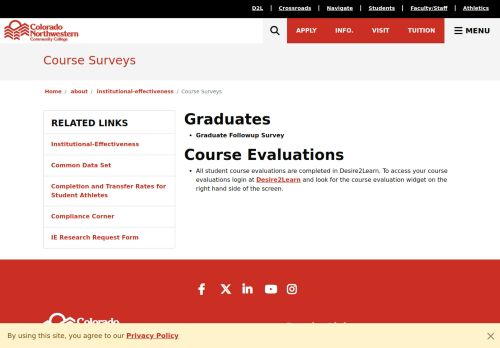 D2L | Crossroads | Navigate | Students | Faculty/Staff | Athletics
Colorado
Northwestern
Community College
APPLY INFO. VISIT TUITION MENU
Course Surveys
Home / about / institutional-effectiveness / Course Surveys
RELATED LINKS
Institutional-Effectiveness
Common Data Set
Completion and Transfer Rates for
Student Athletes
Compliance Corner
IE Research Request Form
Graduates
• Graduate Followup Survey
Course Evaluations
• All student course evaluations are completed in Desire2Learn. To access your course
evaluations login at Desire2Learn and look for the course evaluation widget on the
right hand side of the screen.
Colorado
By using this site, you agree to our Privacy Policy